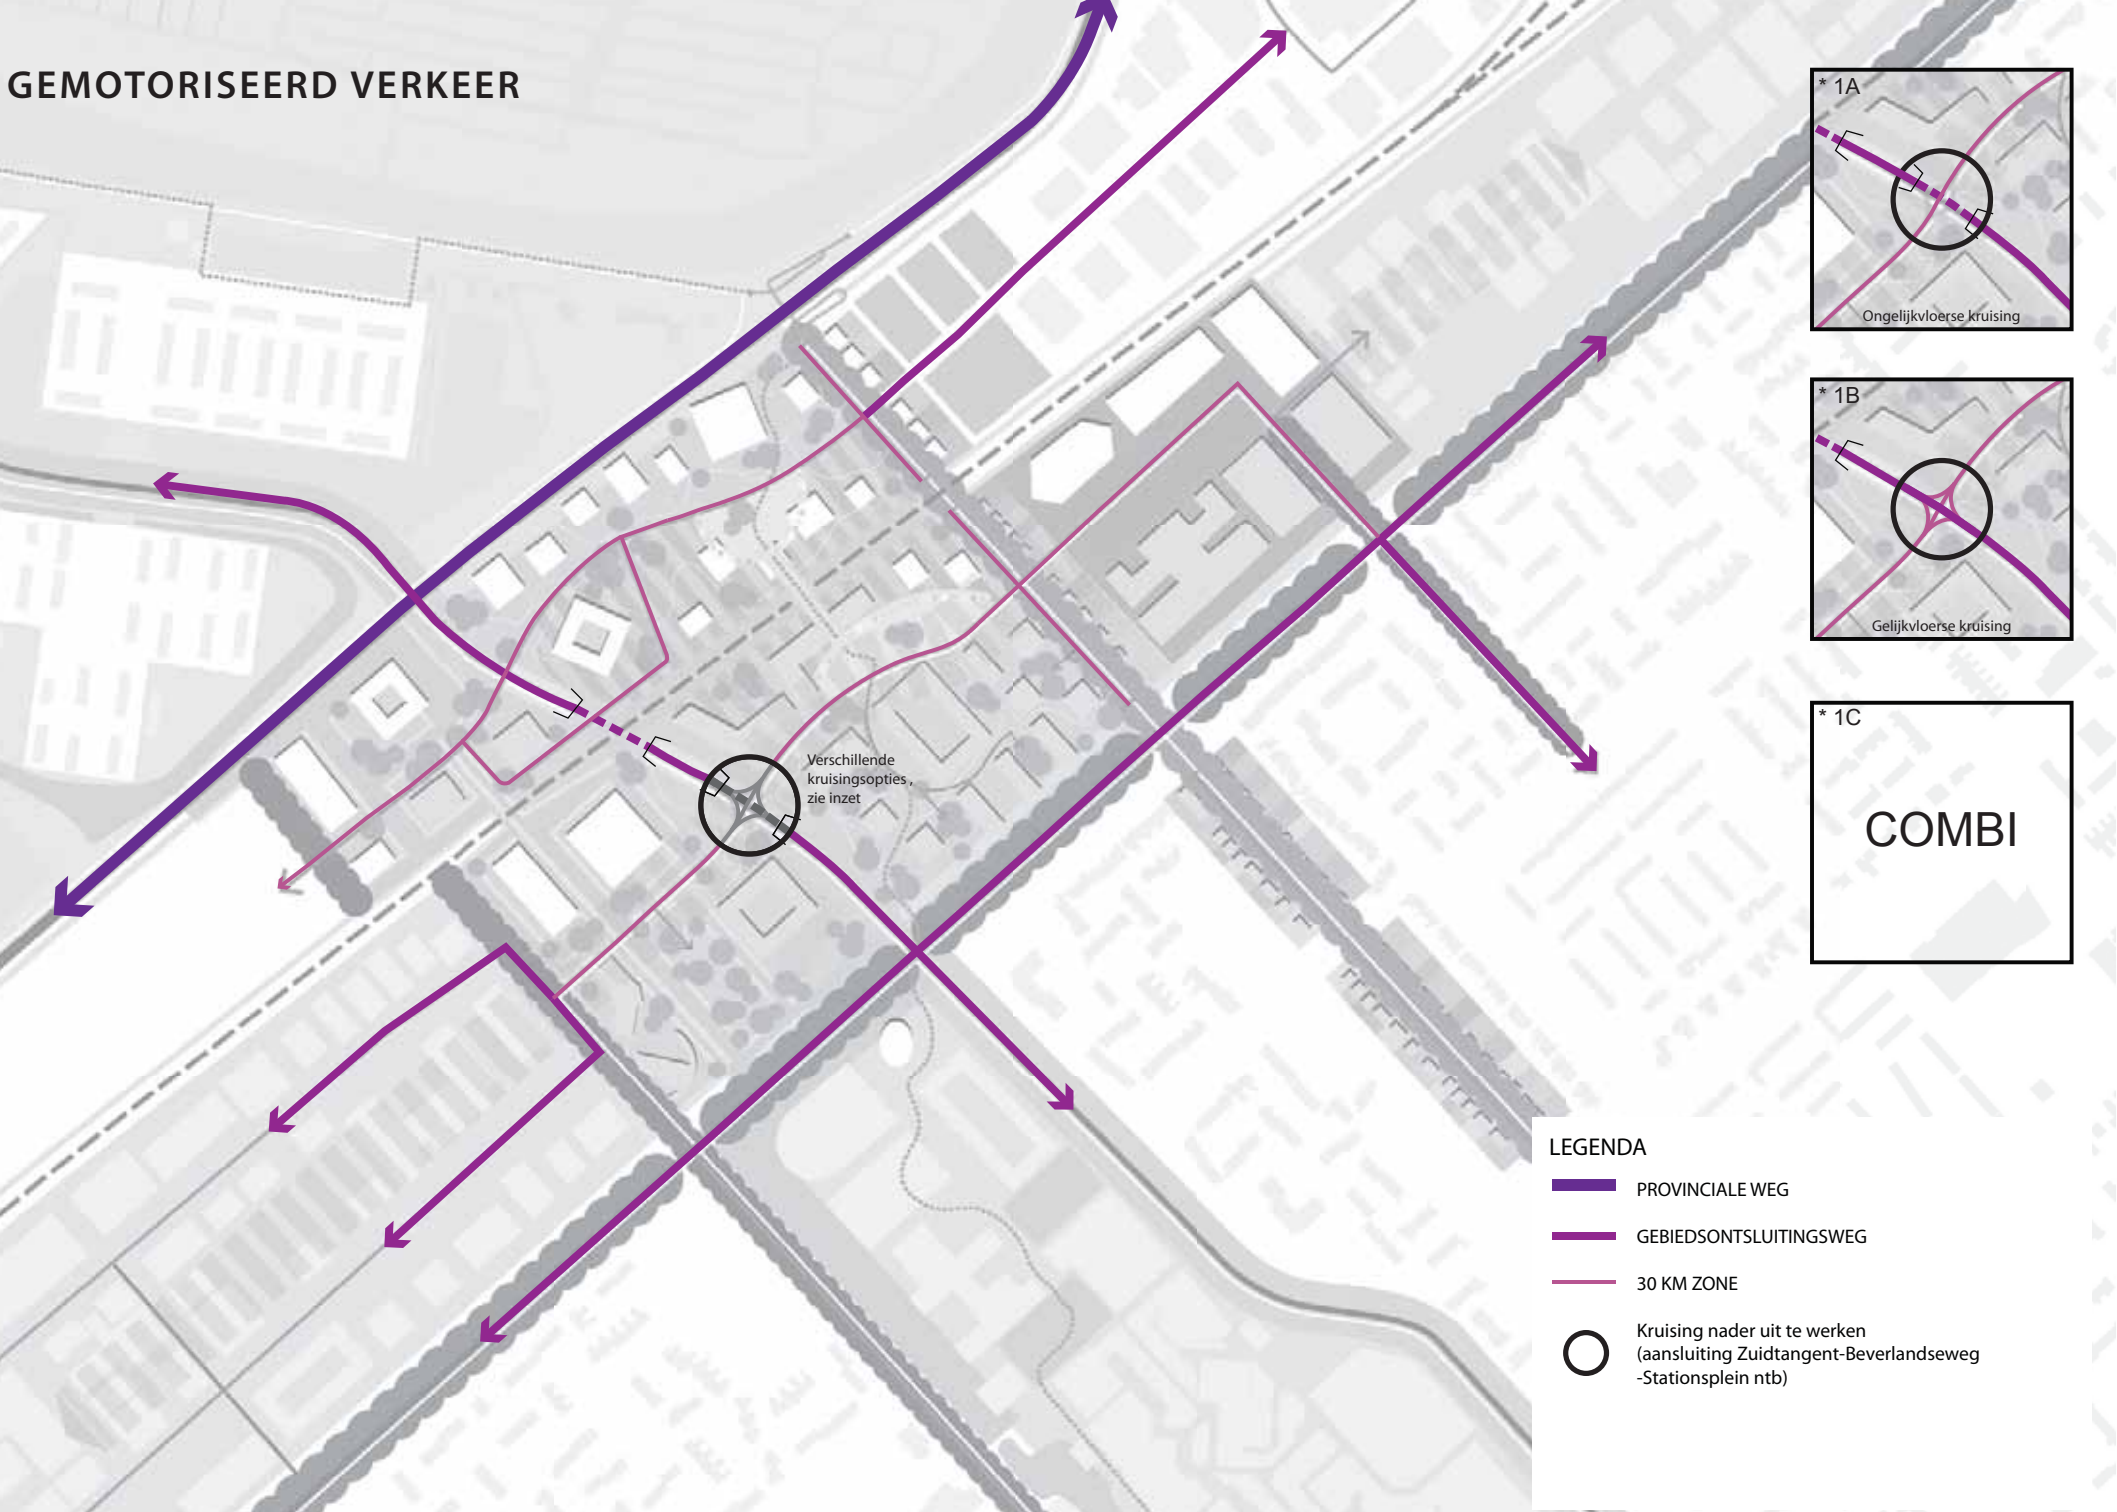 GEMOTORISEERD VERKEER
* 1A
Ongelijkvloerse kruising
* 1B
Gelijkvloerse kruising
* 1C
COMBI
Verschillende
kruisingsopties ,
zie inzet
LEGENDA
PROVINCIALE WEG
GEBIEDSONTSLUITINGSWEG
30 KM ZONE
Kruising nader uit te werken
(aansluiting Zuidtangent-Beverlandseweg
-Stationsplein ntb)